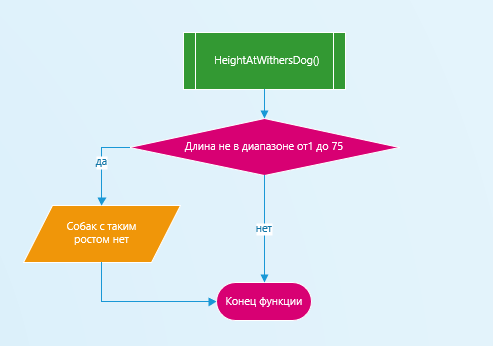 HeightAtWithersDog()
Длина не в диапазоне от1 до 75
да
Собак с таким
ростом нет
нет
Конец функции